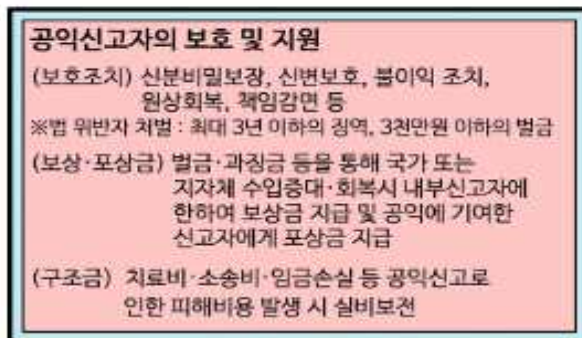 공익신고자의 보호 및 지원
(보호조치) 신분비밀보장, 신변보호, 불이익 조치,
원상회복, 책임감면 등
※법 위반자 처벌 : 최대 3년 이하의 징역, 3천만원 이하의 벌금
(보상·포상금) 벌금·과징금 등을 통해 국가 또는
지자체 수입증대·회복시 내부신고자에
한하여 보상금 지급 및 공익에 기여한
신고자에게 포상금 지급
(구조금) 치료비·소송비·임금손실 등 공익신고로
인한 피해비용 발생 시 실비보전